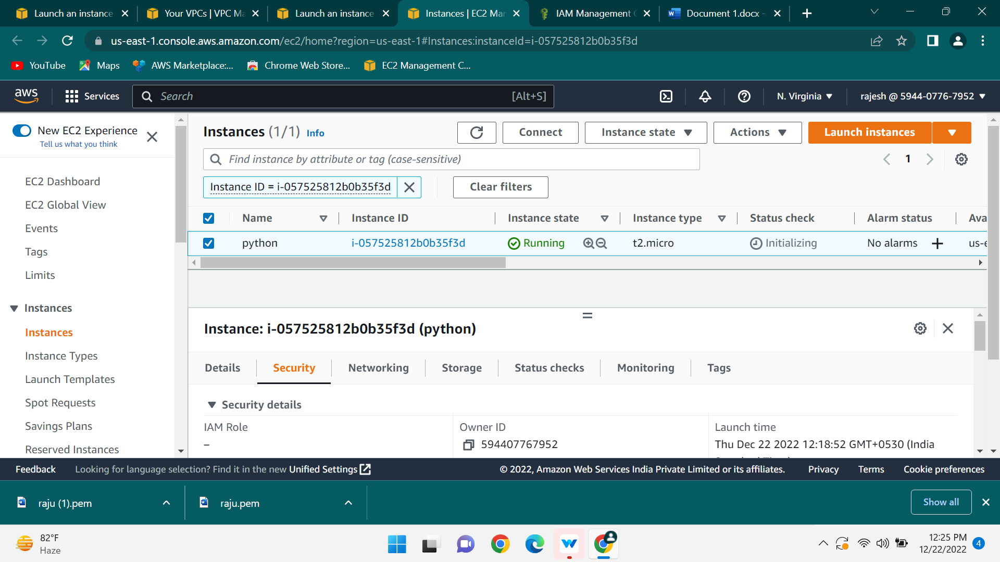 Launch an instance
Your VPCs | VPC Ma
Launch an instance
Instances | EC2 Mar
IAM Management C
Document 1.docx -
us-east-1.console.aws.amazon.com/ec2/home?region=us-east-1#Instances:instanceId=i-057525812b0b35f3d
YouTube
Maps
AWS Marketplace:...
Chrome Web Store...
EC2 Management C...
aws
Services
Search
[Alt+S]
N. Virginia
rajesh @ 5944-0776-7952
New EC2 Experience
Tell us what you think
EC2 Dashboard
EC2 Global View
Events
Tags
Limits
Instances
Instances
Instance Types
Launch Templates
Spot Requests
Savings Plans
Reserved Instances
Instances (1/1) Info
Connect
Instance state
Actions
Launch instances
Find instance by attribute or tag (case-sensitive)
1
Instance ID = i-057525812b0b35f3d
Clear filters
Name
Instance ID
Instance state
Instance type
Status check
Alarm status
Ava
python
i-057525812b0b35f3d
Running
t2.micro
Initializing
No alarms
us-e
Instance: i-057525812b0b35f3d (python)
Details
Security
Networking
Storage
Status checks
Monitoring
Tags
Security details
IAM Role
–
Owner ID
594407767952
Launch time
Thu Dec 22 2022 12:18:52 GMT+0530 (India
Feedback
Looking for language selection? Find it in the new Unified Settings
© 2022, Amazon Web Services India Private Limited or its affiliates.
Privacy
Terms
Cookie preferences
raju (1).pem
raju.pem
Show all
82°F
Haze
12:25 PM
12/22/2022
4